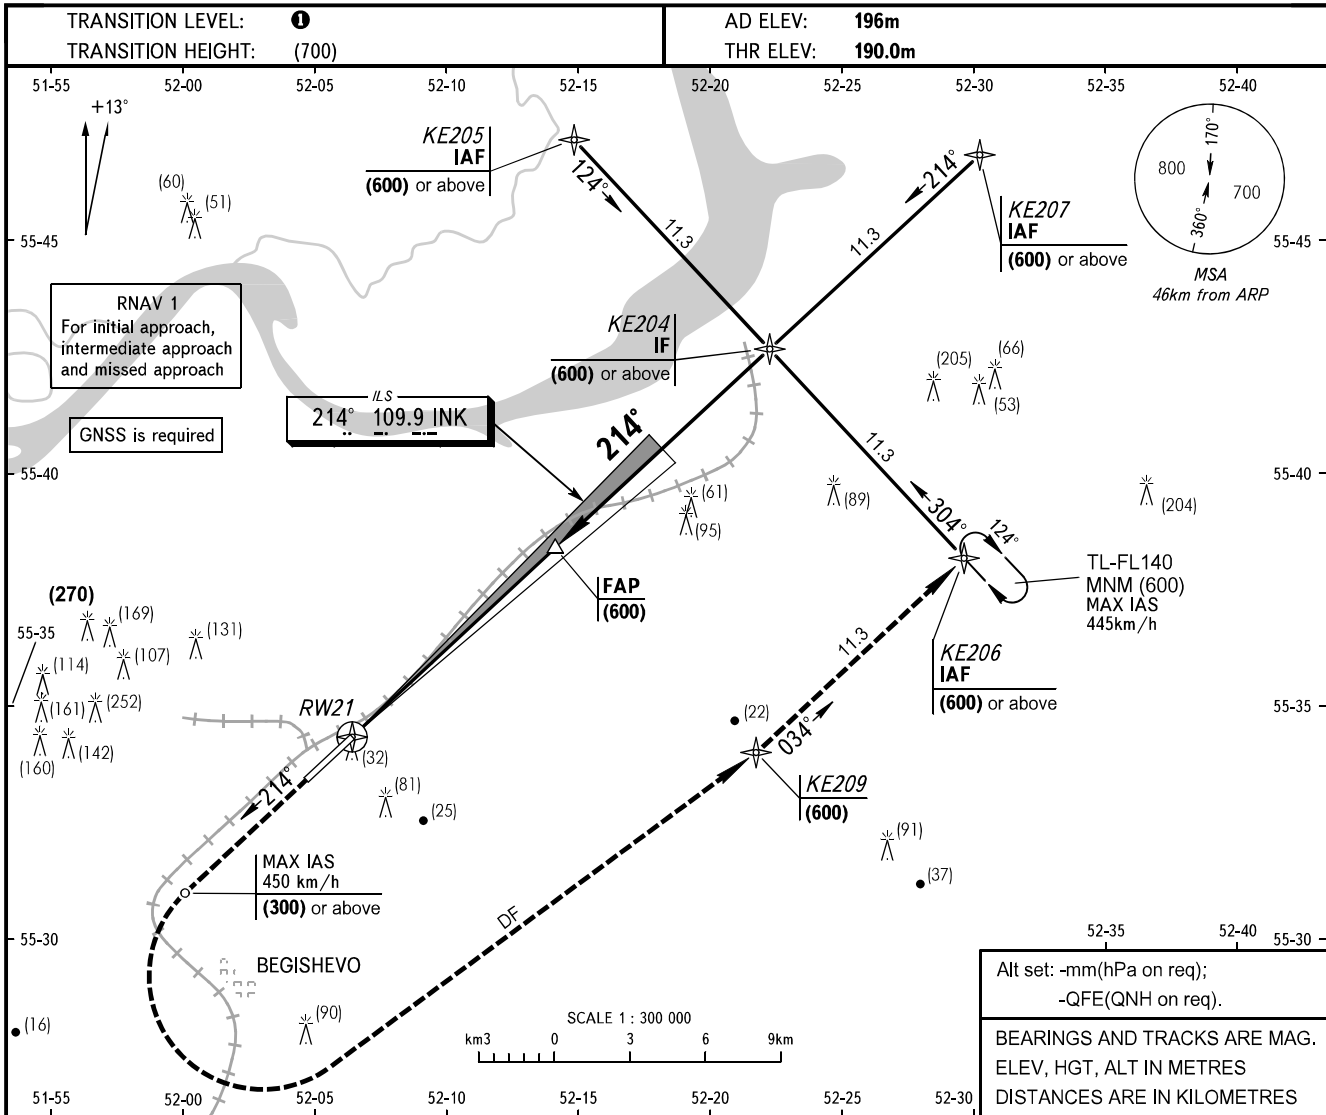 TRANSITION LEVEL: ❶
TRANSITION HEIGHT: (700)
AD ELEV: 196m
THR ELEV: 190.0m
51-55 52-00 52-05 52-10 52-15 52-20 52-25 52-30 52-35 52-40
+13°
KE205
IAF
(600) or above
124°
11.3
214°
11.3
KE207
IAF
(600) or above
170°
800
700
360°
MSA
46km from ARP
(60)
(51)
55-45
55-45
RNAV 1
For initial approach,
intermediate approach
and missed approach
GNSS is required
KE204
IF
(600) or above
ILS
214° 109.9 INK
214°
(205)
(66)
(53)
11.3
55-40
55-40
(61)
(95)
(89)
(204)
304°
124°
TL-FL140
MNM (600)
MAX IAS
445km/h
FAP
(600)
(270)
(169)
(131)
55-35
(107)
(114)
(161)
(252)
(160)
(142)
RW21
(32)
11.3
KE206
IAF
(600) or above
55-35
(22)
034°
KE209
(600)
214°
(81)
(25)
(91)
(37)
MAX IAS
450 km/h
(300) or above
DF
55-30
52-35 52-40 55-30
BEGISHEVO
(90)
(16)
SCALE 1 : 300 000
km3 0 3 6 9km
Alt set: -mm(hPa on req);
-QFE(QNH on req).
BEARINGS AND TRACKS ARE MAG.
ELEV, HGT, ALT IN METRES
DISTANCES ARE IN KILOMETRES
51-55 52-00 52-05 52-10 52-15 52-20 52-22 52-30